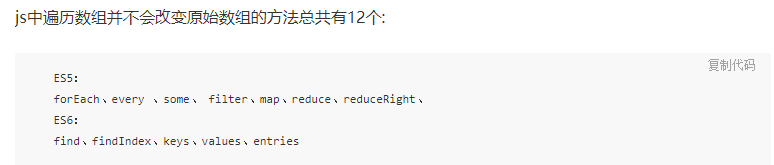 js中遍历数组并不会改变原始数组的方法总共有12个:
复制代码
ES5:
forEach、every 、some、 filter、map、reduce、reduceRight、
ES6:
find、findIndex、keys、values、entries